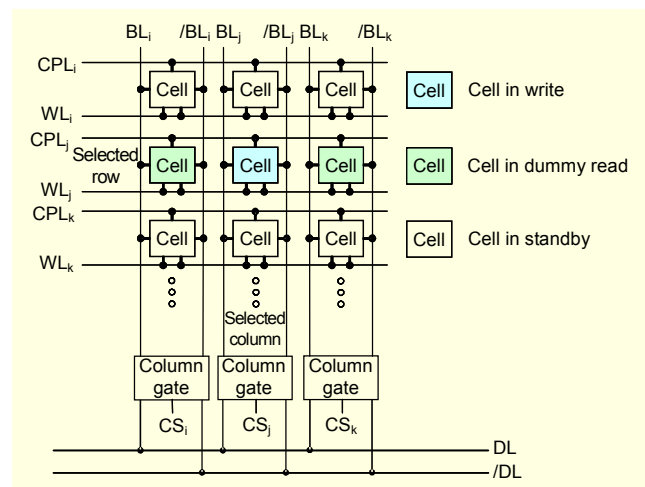 BLi /BLi BLj /BLj BLk /BLk
CPLi
Cell Cell Cell
Cell Cell in write
WLi
CPLj
Selected
row
Cell Cell Cell
Cell Cell in dummy read
WLj
CPLk
Cell Cell Cell
Cell Cell in standby
WLk
Selected
column
Column
gate
Column
gate
Column
gate
CSi CSj CSk
DL
/DL